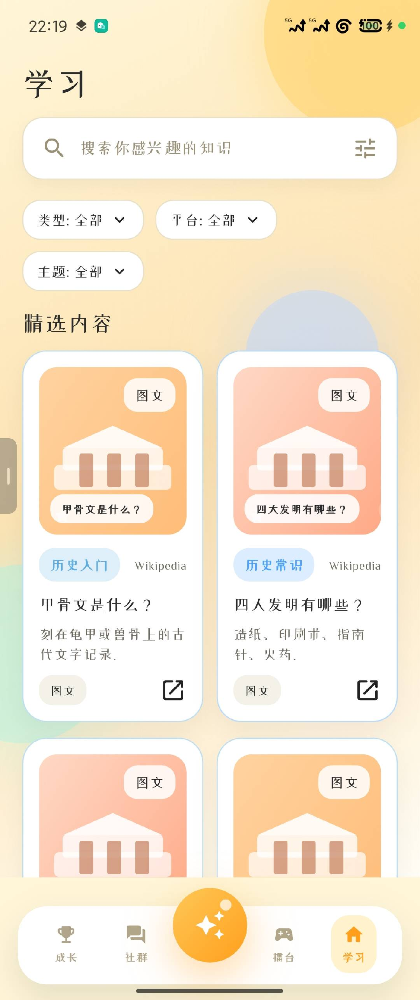 22:19
5G 5G 100
学习
搜索你感兴趣的知识
类型: 全部
平台: 全部
主题: 全部
精选内容
图文
甲骨文是什么？
历史入门 Wikipedia
甲骨文是什么？
刻在龟甲或兽骨上的古
代文字记录.
图文
图文
四大发明有哪些？
历史常识 Wikipedia
四大发明有哪些？
造纸、印刷术、指南
针、火药.
图文
图文
图文
成长
社群
擂台
学习